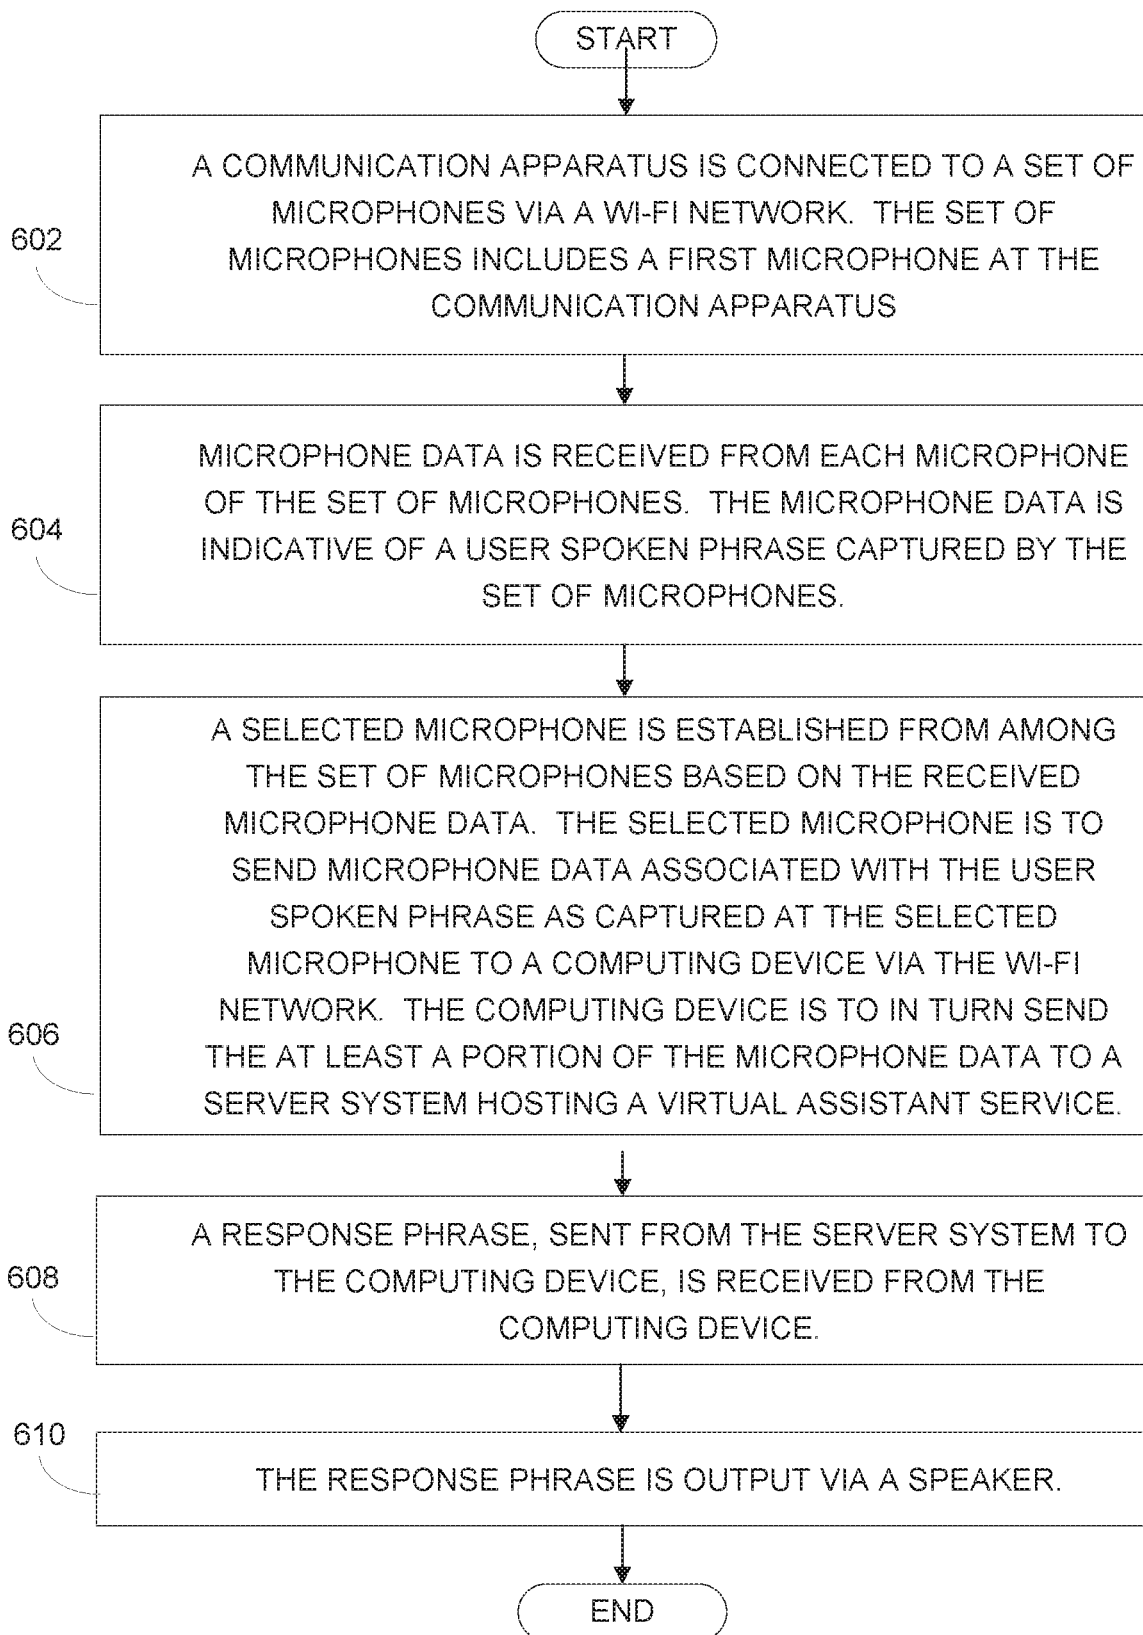 START
A COMMUNICATION APPARATUS IS CONNECTED TO A SET OF
MICROPHONES VIA A WI-FI NETWORK. THE SET OF
MICROPHONES INCLUDES A FIRST MICROPHONE AT THE
COMMUNICATION APPARATUS
602
MICROPHONE DATA IS RECEIVED FROM EACH MICROPHONE
OF THE SET OF MICROPHONES. THE MICROPHONE DATA IS
INDICATIVE OF A USER SPOKEN PHRASE CAPTURED BY THE
SET OF MICROPHONES.
604
A SELECTED MICROPHONE IS ESTABLISHED FROM AMONG
THE SET OF MICROPHONES BASED ON THE RECEIVED
MICROPHONE DATA. THE SELECTED MICROPHONE IS TO
SEND MICROPHONE DATA ASSOCIATED WITH THE USER
SPOKEN PHRASE AS CAPTURED AT THE SELECTED
MICROPHONE TO A COMPUTING DEVICE VIA THE WI-FI
NETWORK. THE COMPUTING DEVICE IS TO IN TURN SEND
THE AT LEAST A PORTION OF THE MICROPHONE DATA TO A
SERVER SYSTEM HOSTING A VIRTUAL ASSISTANT SERVICE.
606
A RESPONSE PHRASE, SENT FROM THE SERVER SYSTEM TO
THE COMPUTING DEVICE, IS RECEIVED FROM THE
COMPUTING DEVICE.
608
THE RESPONSE PHRASE IS OUTPUT VIA A SPEAKER.
610
END